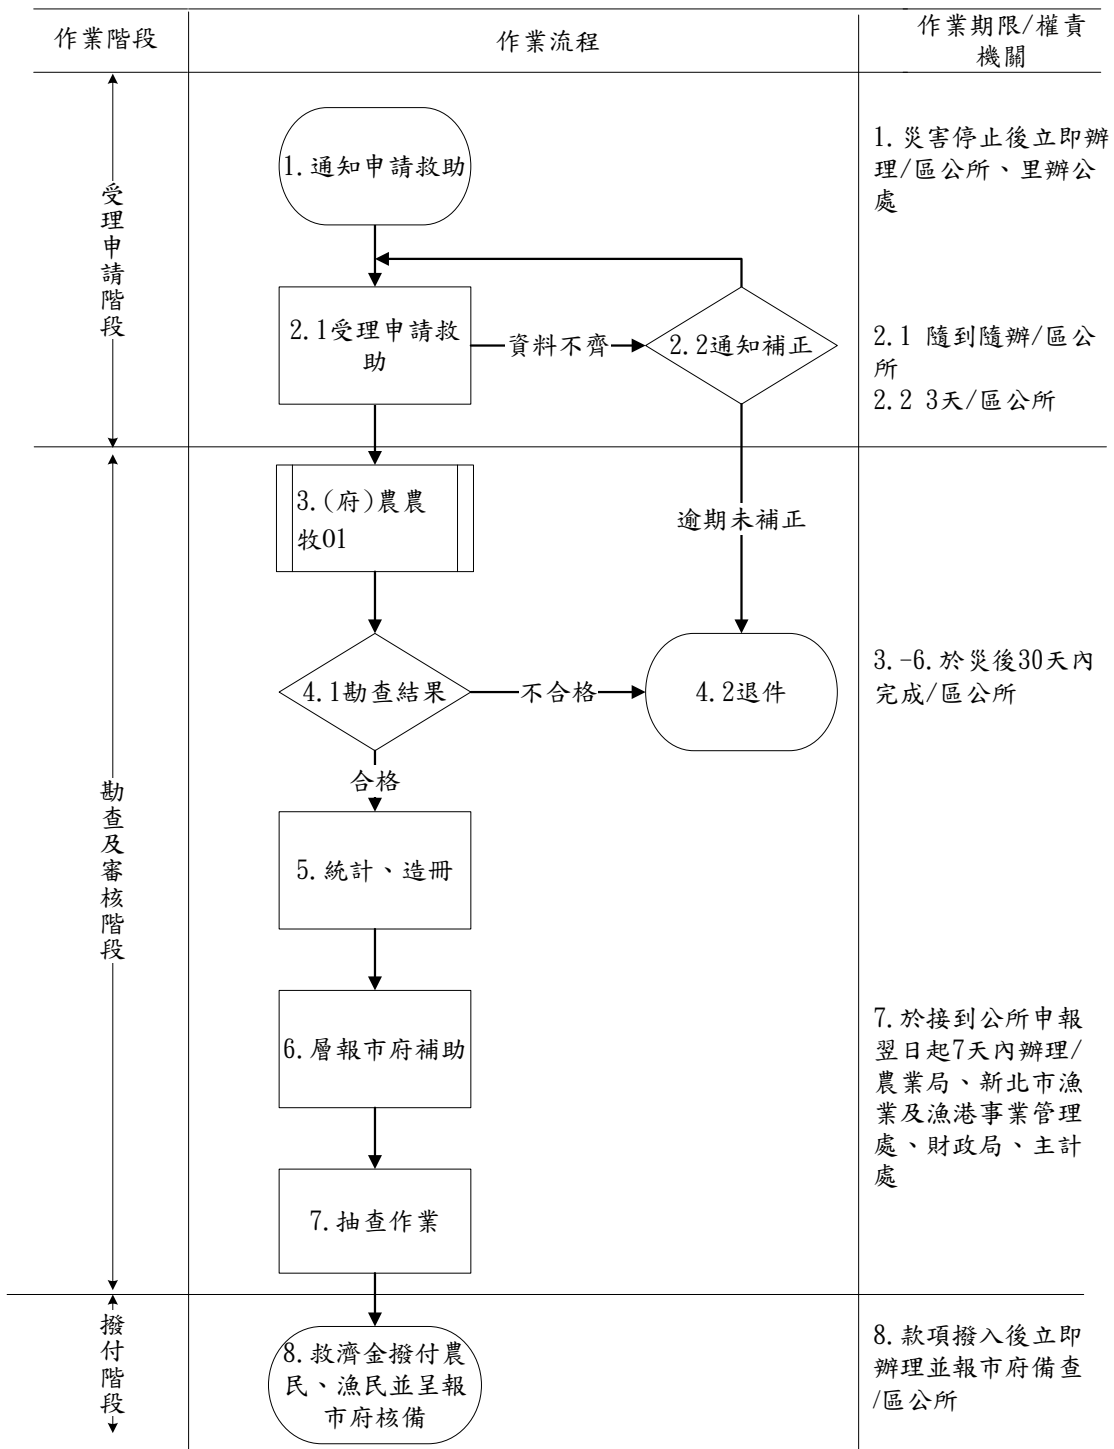 作業階段
作業流程
作業期限/權責
機關
受理申請階段
1.通知申請救助
1.災害停止後立即辦
理/區公所、里辦公
處
2.1受理申請救
助
資料不齊
2.2通知補正
2.1 隨到隨辦/區公
所
2.2 3天/區公所
勘查及審核階段
3.(府)農農
牧01
逾期未補正
4.1勘查結果
不合格
4.2退件
3.-6.於災後30天內
完成/區公所
合格
5.統計、造冊
6.層報市府補助
7.抽查作業
7.於接到公所申報
翌日起7天內辦理/
農業局、新北市漁
業及漁港事業管理
處、財政局、主計
處
撥付階段
8.救濟金撥付農
民、漁民並呈報
市府核備
8.款項撥入後立即
辦理並報市府備查
/區公所